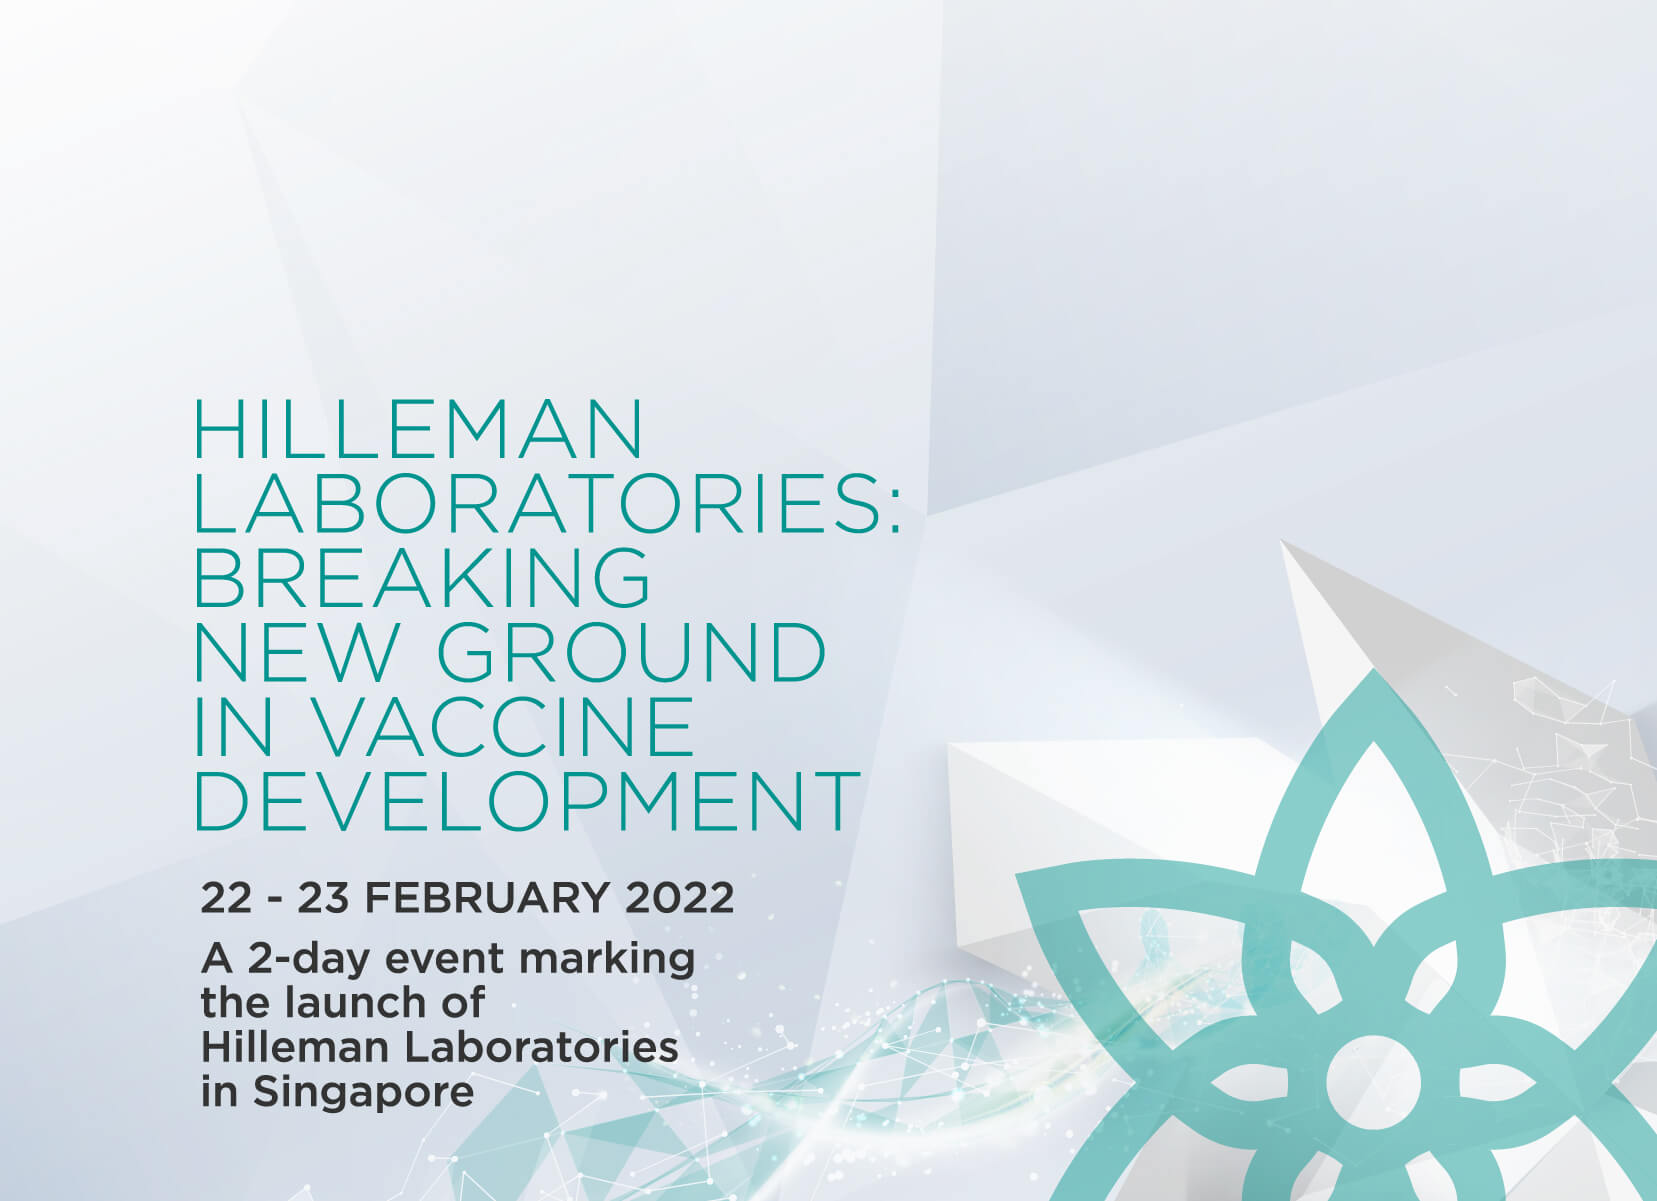 HILLEMAN
LABORATORIES:
BREAKING
NEW GROUND
IN VACCINE
DEVELOPMENT
22 - 23 FEBRUARY 2022
A 2-day event marking
the launch of
Hilleman Laboratories
in Singapore